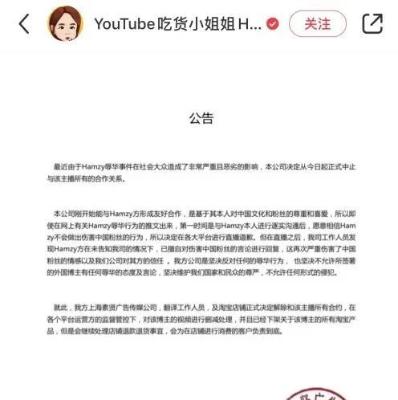 YouTube吃货小姐姐H...
关注
公告
最近由于Hamzy辱华事件在社会大众造成了非常严重且恶劣的影响，本公司决定从今日起正式中止
与该主播所有的合作关系。
本公司刚开始能与Hamzy方形成友好合作，是基于其本人对中国文化和粉丝的尊重和喜爱，所以即
使在网上有关Hamzy辱华行为的推文出来，第一时间是与Hamzy本人进行逐实沟通后，愿意相信Ham
zy不会做出伤害中国粉丝的行为，所以决定在各大平台进行直播道歉。但在直播之后，我司工作人员发
现Hamzy方在未告知我司的情况下，已擅自对伤害中国粉丝的言论进行回复，这再次严重伤害了中国
粉丝的情感以及我们公司对其方的信任。我方公司是坚决反对任何的辱华行为，也坚决不允许所签署
的外国博主有任何辱华的态度及言论，坚决维护我们国家和民众的尊严，不允许任何形式的侵犯。
就此，我方上海素贤广告传媒公司，翻译工作人员，及淘宝店铺正式决定解除和该主播所有合约，在
各个平台运营方的监督管控下，对该博主的视频进行删减处理，并且已经下架关于该博主的所有淘宝产
品，但是会继续处理店铺退款退货事宜，会为在店铺进行消费的客户负责到底。